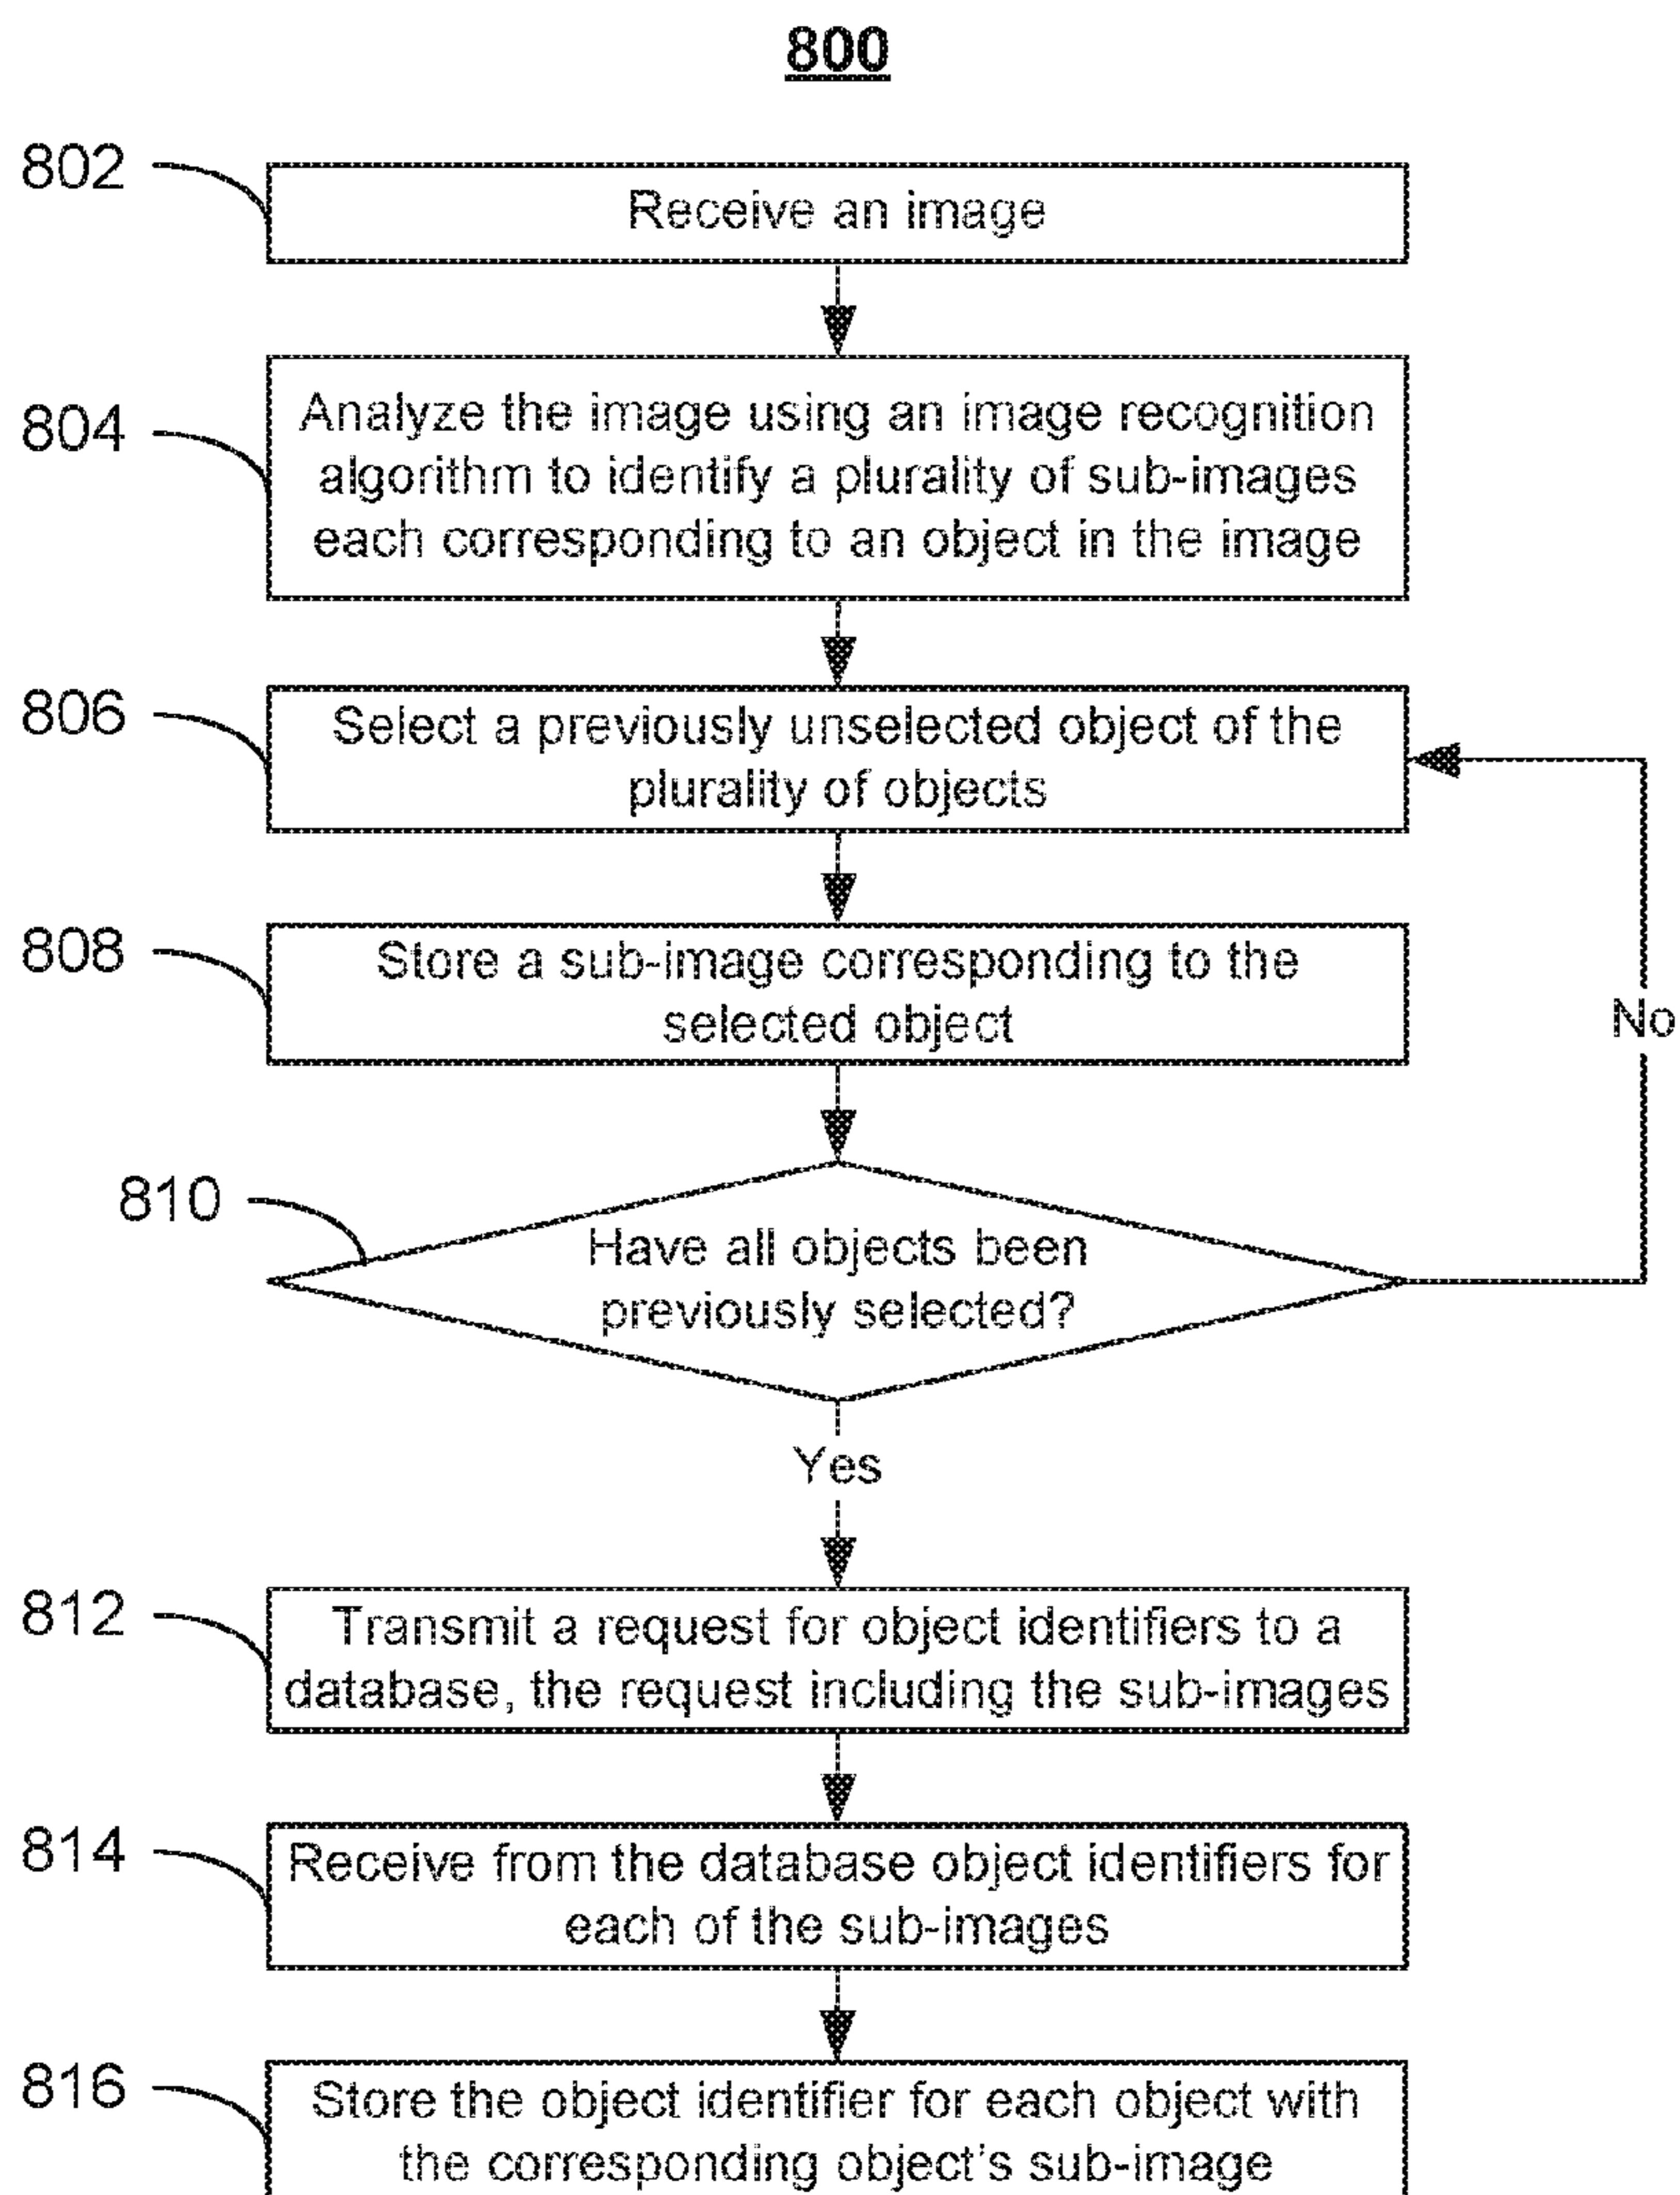 800
802
Receive an image
804
Analyze the image using an image recognition
algorithm to identify a plurality of sub-images
each corresponding to an object in the image
806
Select a previously unselected object of the
plurality of objects
808
Store a sub-image corresponding to the
selected object
No
810
Have all objects been
previously selected?
Yes
812
Transmit a request for object identifiers to a
database, the request including the sub-images
814
Receive from the database object identifiers for
each of the sub-images
816
Store the object identifier for each object with
the corresponding object's sub-image